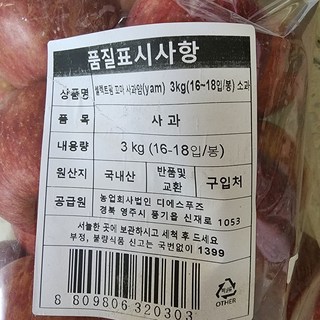 품질표시사항
상품명 셀렉트팜 꼬마 사과얌(yam) 3kg(16~18입/봉) 소과
품 목 사 과
내용량 3 kg (16-18입/봉)
원산지 국내산 반품및 교환 구입처
공급원 농업회사법인 디에스푸즈
경북 영주시 풍기읍 신재로 1053
서늘한 곳에 보관하시고 세척 후 드세요
부정, 불량식품 신고는 국번없이 1399
8 809806 320303
OTHER